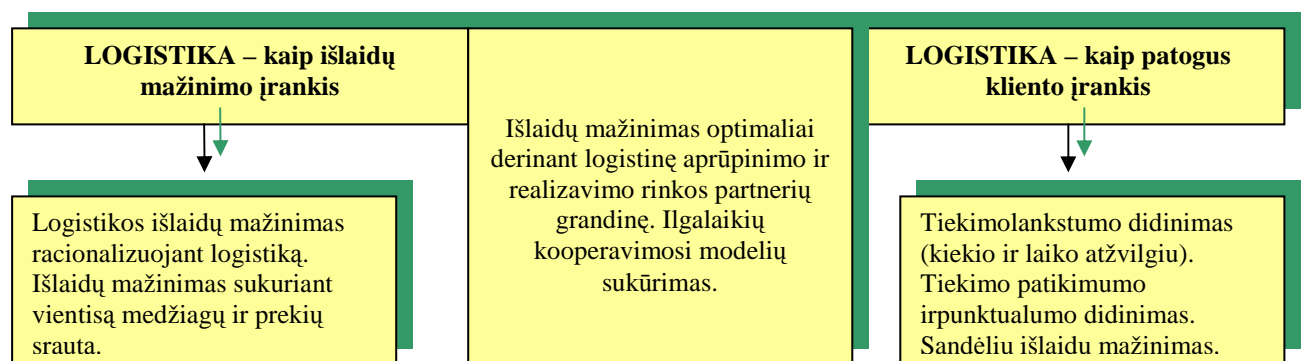 LOGISTIKA – kaip išlaidų
mažinimo įrankis
Logistikos išlaidų mažinimas
racionalizuojant logistiką.
Išlaidų mažinimas sukuriant
vientisą medžiagų ir prekių
srauta.
Išlaidų mažinimas optimaliai
derinant logistinę aprūpinimo ir
realizavimo rinkos partnerių
grandinę. Ilgalaikių
kooperavimosi modelių
sukūrimas.
LOGISTIKA – kaip patogus
kliento įrankis
Tiekimolankstumo didinimas
(kiekio ir laiko atžvilgiu).
Tiekimo patikimumo
irpunktualumo didinimas.
Sandėliu išlaidu mažinimas.